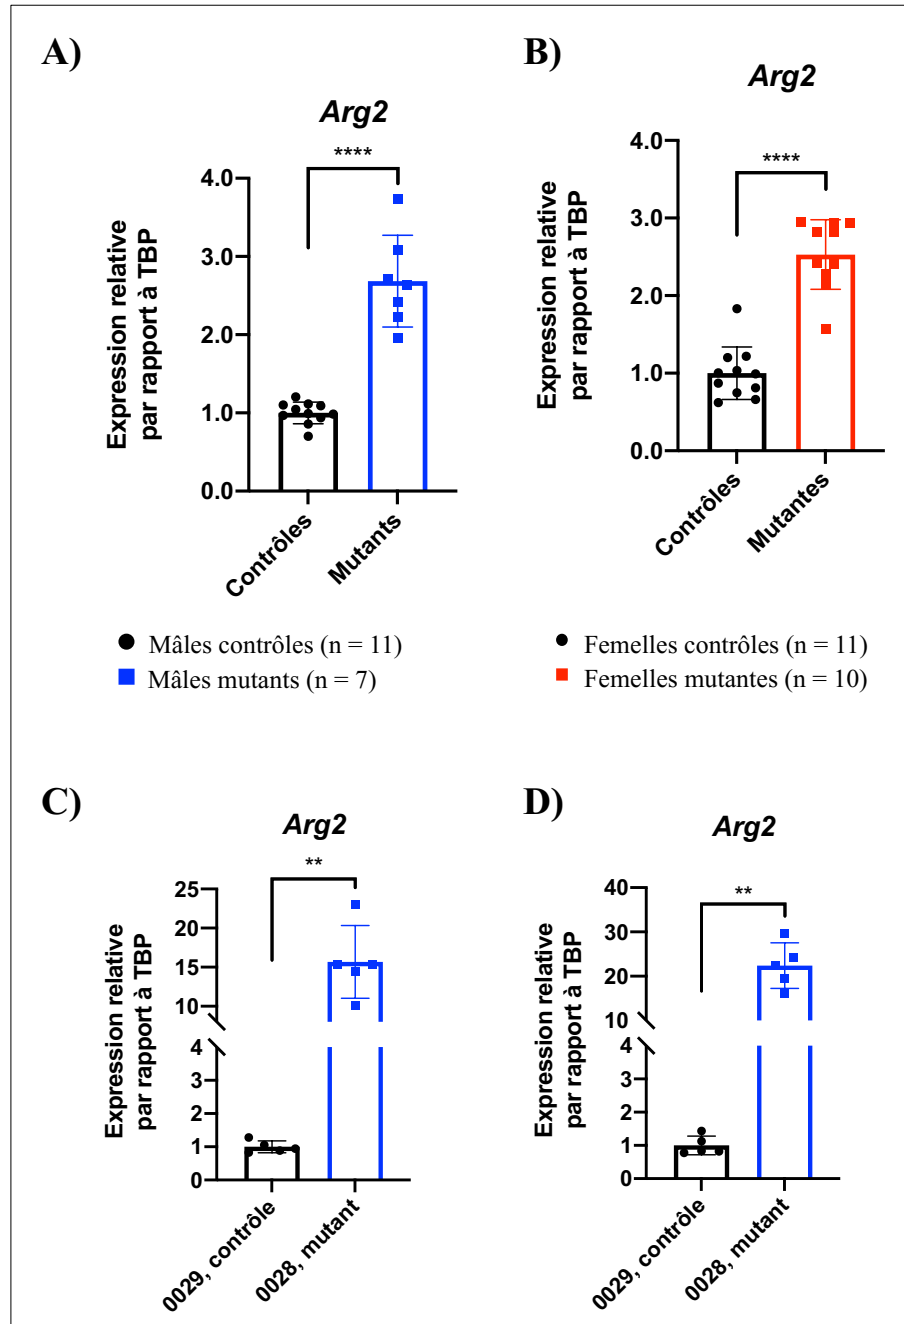 A)
Arg2
****
Expression relative
par rapport à TBP
4.0
3.0
2.0
1.0
0.0
Contrôles
Mutants
Mâles contrôles (n = 11)
Mâles mutants (n = 7)
B)
Arg2
****
Expression relative
par rapport à TBP
4.0
3.0
2.0
1.0
0.0
Contrôles
Mutantes
Femelles contrôles (n = 11)
Femelles mutantes (n = 10)
C)
Arg2
**
Expression relative
par rapport à TBP
25
20
15
10
4
3
2
1
0
0029, contrôle
0028, mutant
D)
Arg2
**
Expression relative
par rapport à TBP
40
30
20
10
4
3
2
1
0
0029, contrôle
0028, mutant